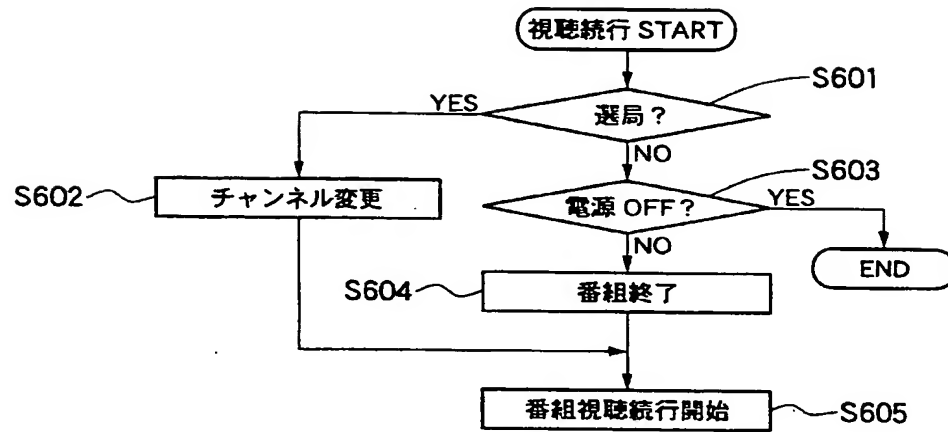 視聴続行 START
S601
YES
選局?
NO
S602
チャンネル変更
S603
電源 OFF?
YES
NO
END
S604
番組終了
番組視聴続行開始
S605